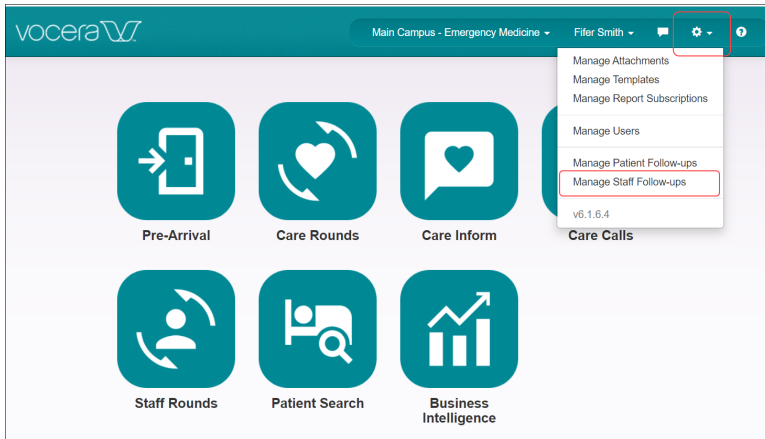 vocera
Main Campus - Emergency Medicine
Fifer Smith
?
Manage Attachments
Manage Templates
Manage Report Subscriptions
Manage Users
Manage Patient Follow-ups
Manage Staff Follow-ups
v6.1.6.4
Pre-Arrival
Care Rounds
Care Inform
Care Calls
Staff Rounds
Patient Search
Business
Intelligence